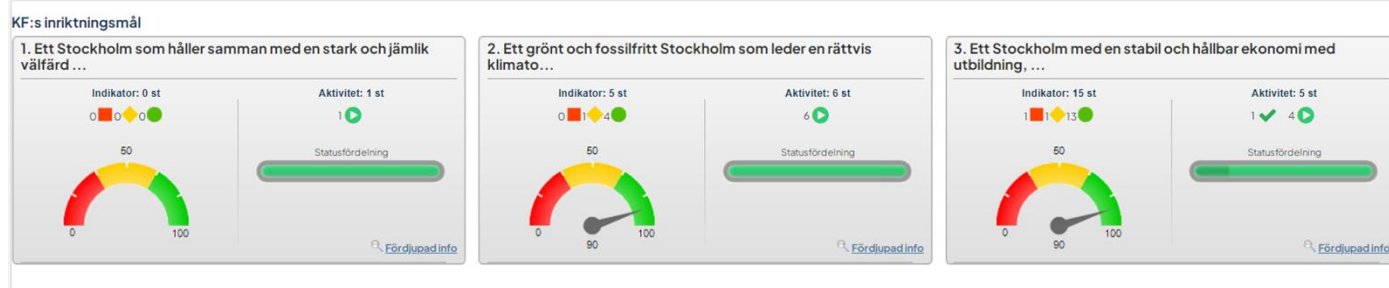 KF:s inriktningsmål
1. Ett Stockholm som håller samman med en stark och jämlik
välfärd ...
Indikator: 0 st
Aktivitet: 1 st
0 0 0
1
50
Statusfördelning
0
100
Fördjupad info
2. Ett grönt och fossilfritt Stockholm som leder en rättvis
klimato...
Indikator: 5 st
Aktivitet: 6 st
0 1 4
6
50
Statusfördelning
0
100
90
Fördjupad info
3. Ett Stockholm med en stabil och hållbar ekonomi med
utbildning, ...
Indikator: 15 st
Aktivitet: 5 st
1 1 13
1 4
50
Statusfördelning
0
100
90
Fördjupad info